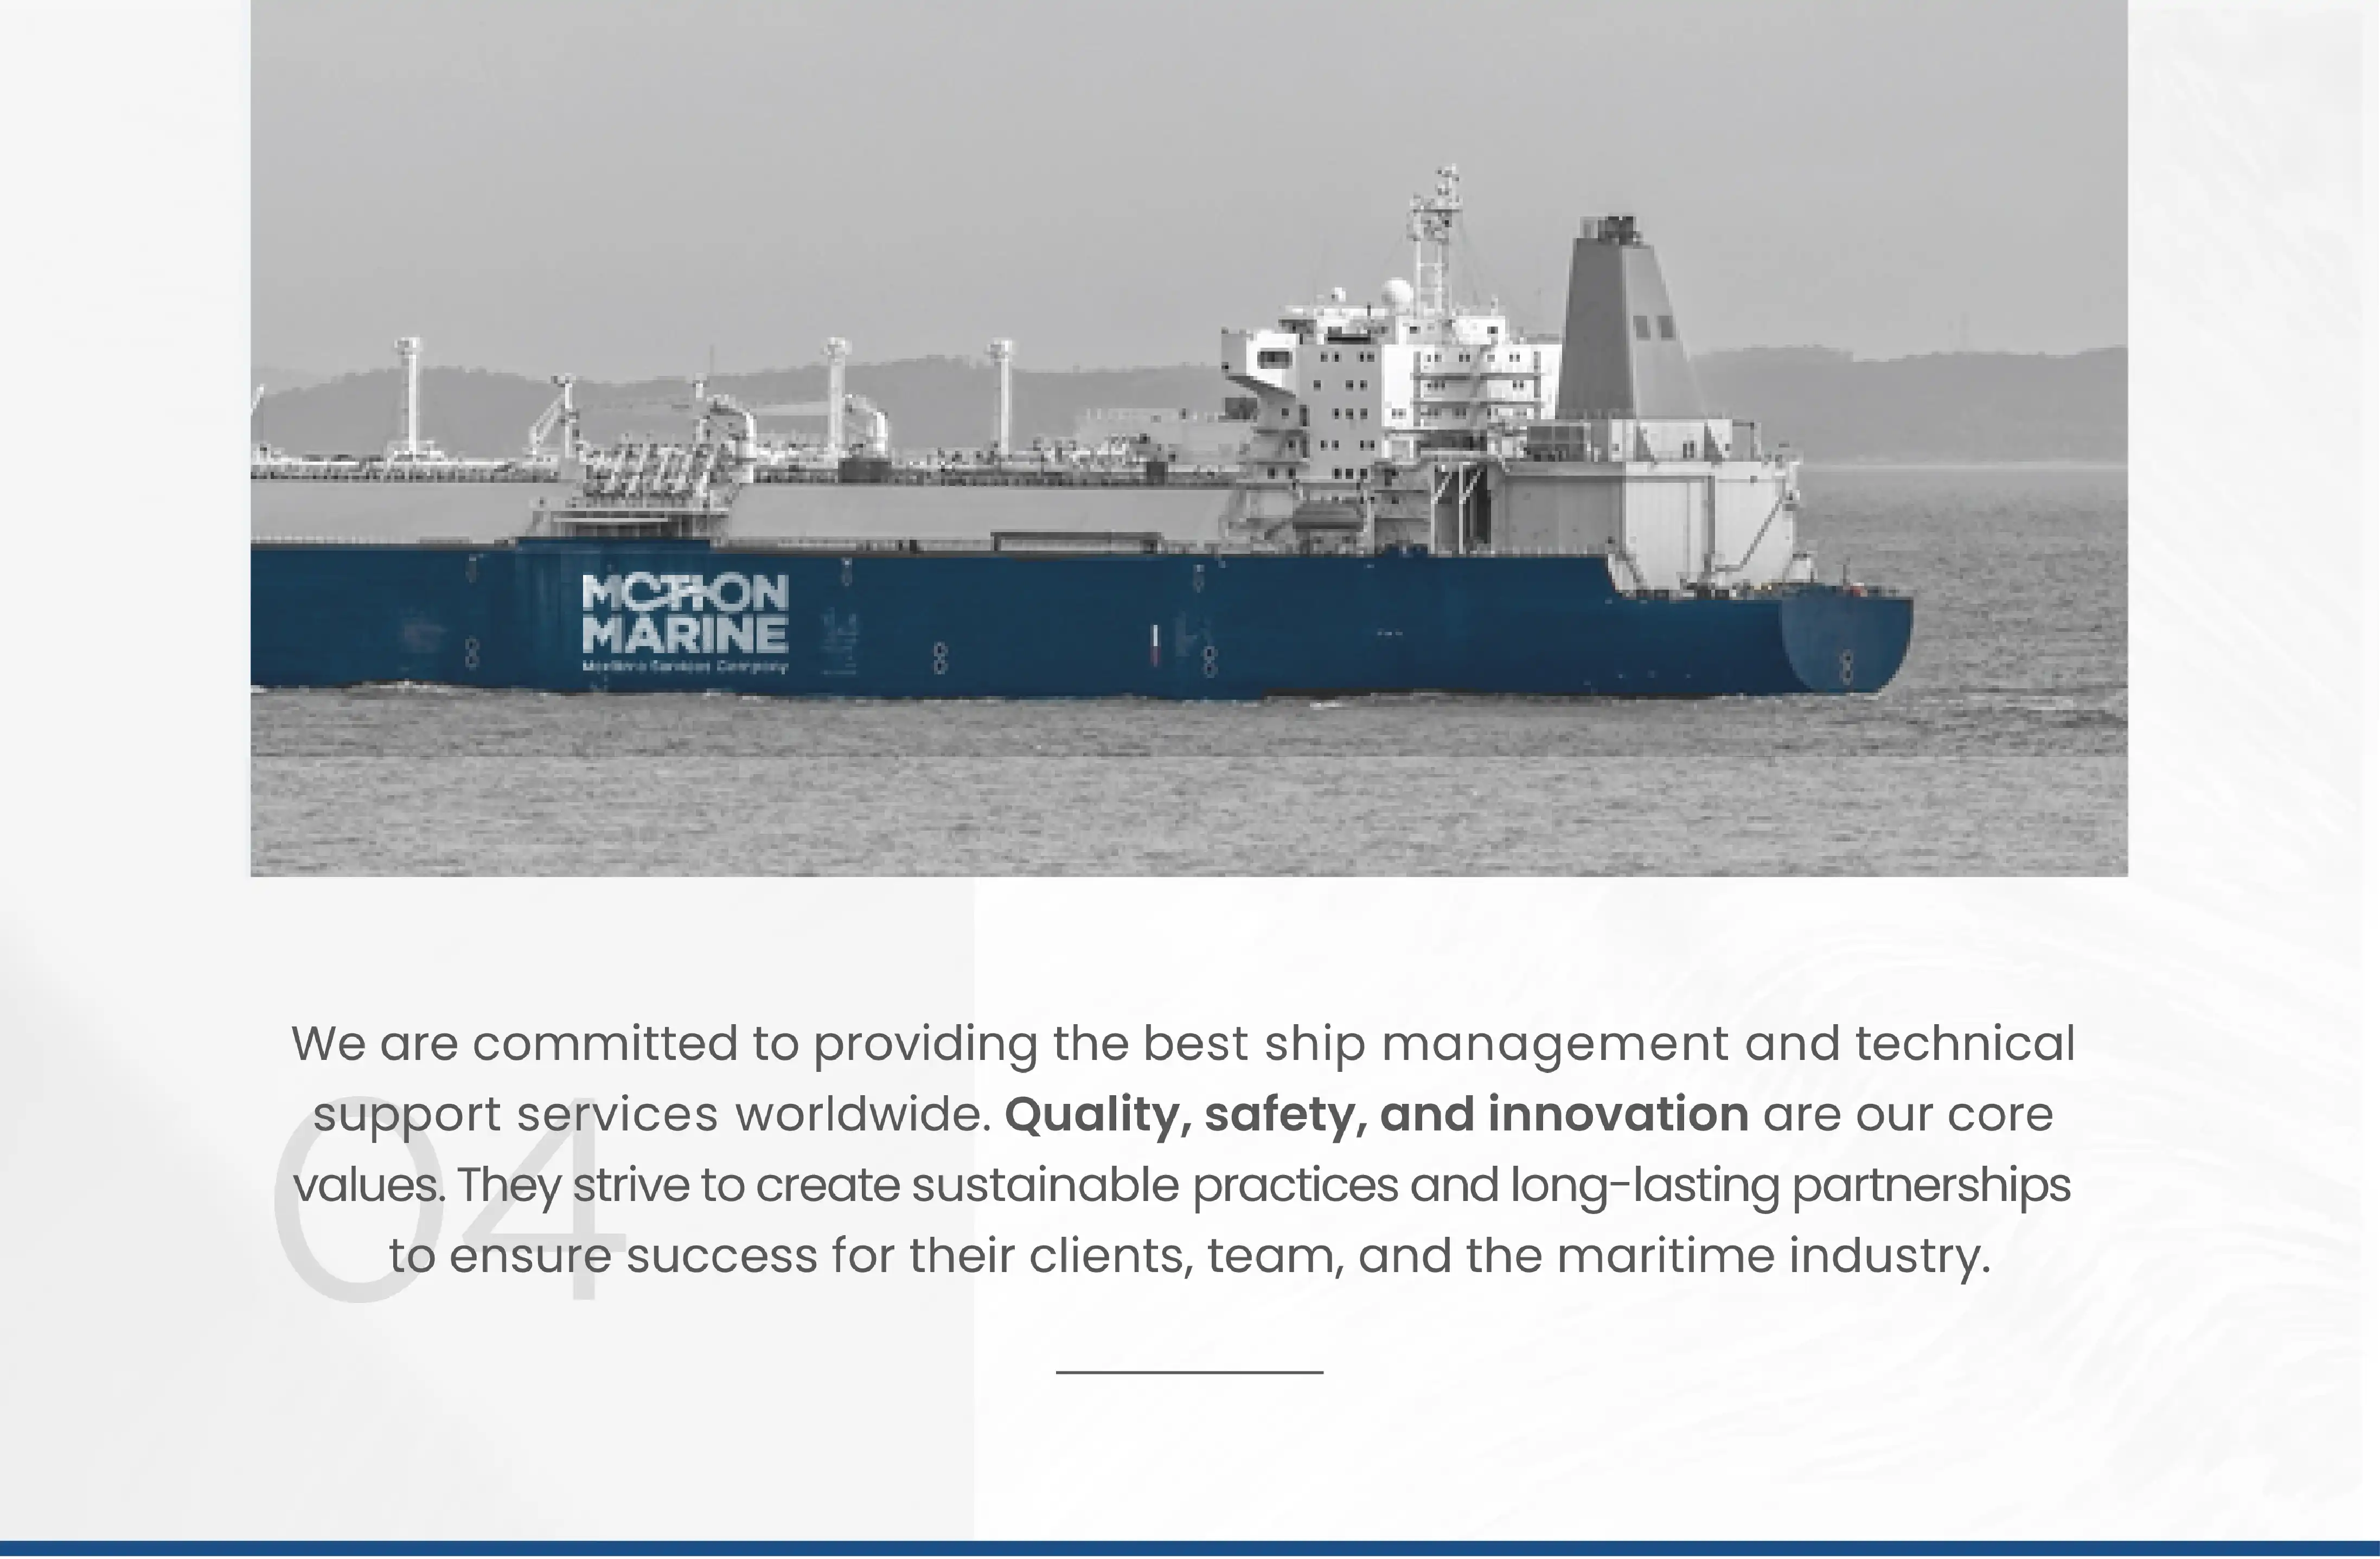 MOTION
MARINE
Maritime Services Company
We are committed to providing the best ship management and technical
support services worldwide. Quality, safety, and innovation are our core
values. They strive to create sustainable practices and long-lasting partnerships
to ensure success for their clients, team, and the maritime industry.
04